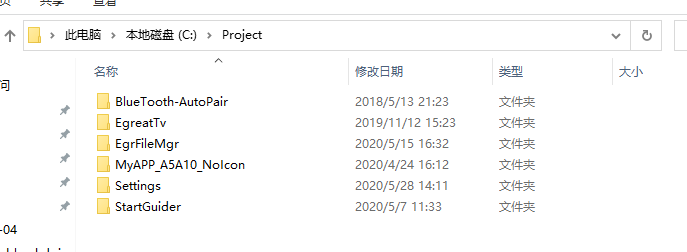 共享 查看
此电脑 > 本地磁盘 (C:) > Project
名称 修改日期 类型 大小
问
BlueTooth-AutoPair 2018/5/13 21:23 文件夹
EgreatTv 2019/11/12 15:23 文件夹
EgrFileMgr 2020/5/15 16:32 文件夹
MyAPP_A5A10_NoIcon 2020/4/24 16:12 文件夹
Settings 2020/5/28 14:11 文件夹
StartGuider 2020/5/7 11:33 文件夹
-04